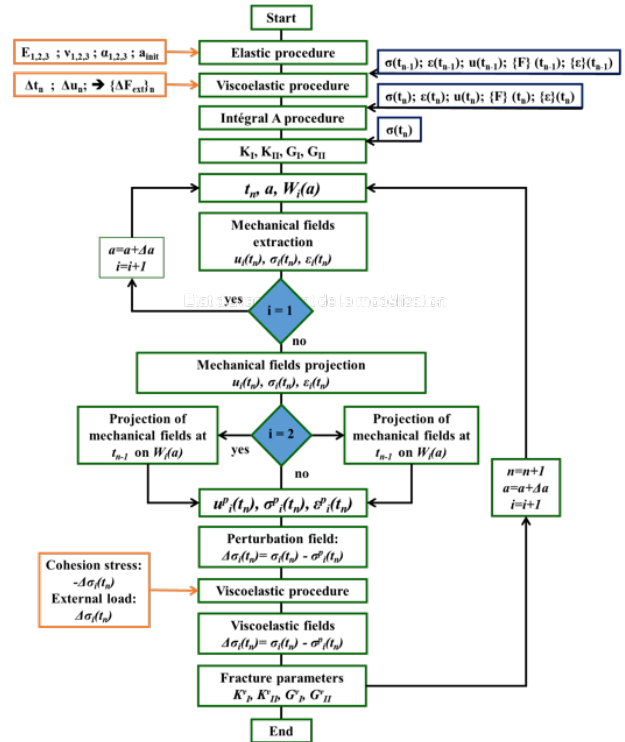 Start
E1,2,3 ; ν1,2,3 ; α1,2,3 ; ainit
Elastic procedure
σ(tn-1); ε(tn-1); u(tn-1); {F} (tn-1); {ε}(tn-1)
Δtn ; Δun; → {ΔFext}n
Viscoelastic procedure
σ(tn); ε(tn); u(tn); {F} (tn); {ε}(tn)
Intégral A procedure
KI, KII, GI, GII
σ(tn)
tn, a, Wi(a)
Mechanical fields
extraction
ui(tn), σi(tn), εi(tn)
a=a+Δa
i=i+1
yes
i = 1
no
Mechanical fields projection
ui(tn), σi(tn), εi(tn)
Projection of
mechanical fields at
tn-1 on Wi(a)
yes
i = 2
Projection of
mechanical fields at
tn-1 on Wi(a)
no
n=n+1
a=a+Δa
i=i+1
upi(tn), σpi(tn), εpi(tn)
Perturbation field:
Δσi(tn)= σi(tn) - σpi(tn)
Cohesion stress:
-Δσi(tn)
External load:
Δσi(tn)
Viscoelastic procedure
Viscoelastic fields
Δσi(tn)= σi(tn) - σpi(tn)
Fracture parameters
KvI, KvII, GvI, GvII
End